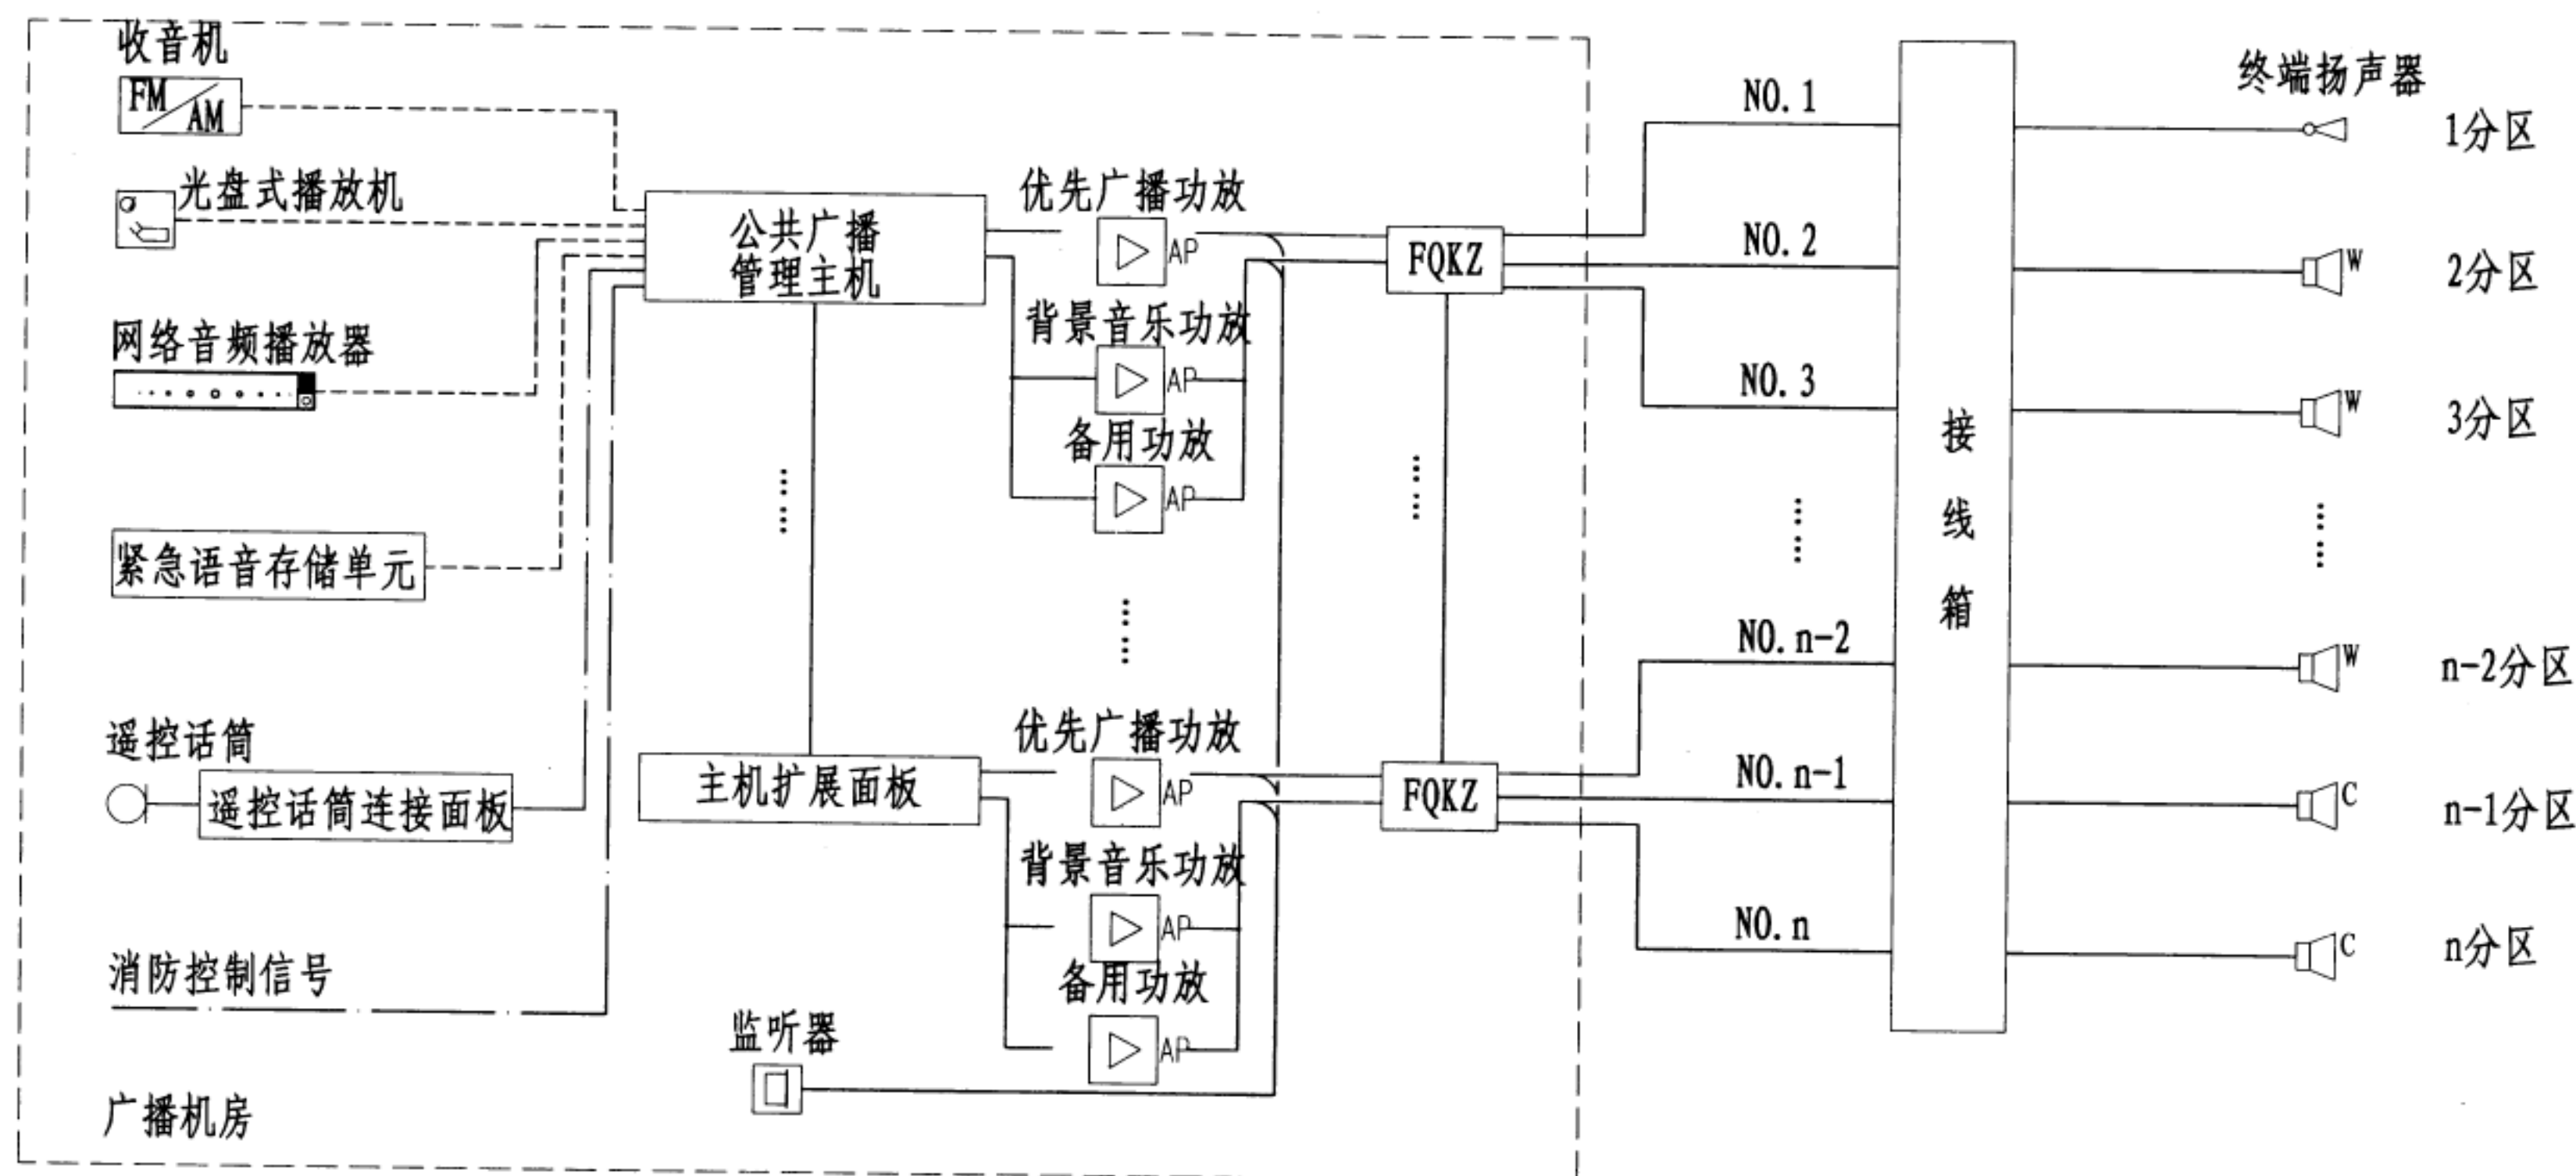 收音机
FM/AM
光盘式播放机
网络音频播放器
紧急语音存储单元
遥控话筒
遥控话筒连接面板
消防控制信号
广播机房
公共广播
管理主机
主机扩展面板
监听器
优先广播功放
AP
背景音乐功放
AP
备用功放
AP
优先广播功放
AP
背景音乐功放
AP
备用功放
AP
FQKZ
FQKZ
NO.1
NO.2
NO.3
NO.n-2
NO.n-1
NO.n
接线箱
终端扬声器
1分区
W
2分区
W
3分区
W
n-2分区
C
n-1分区
C
n分区